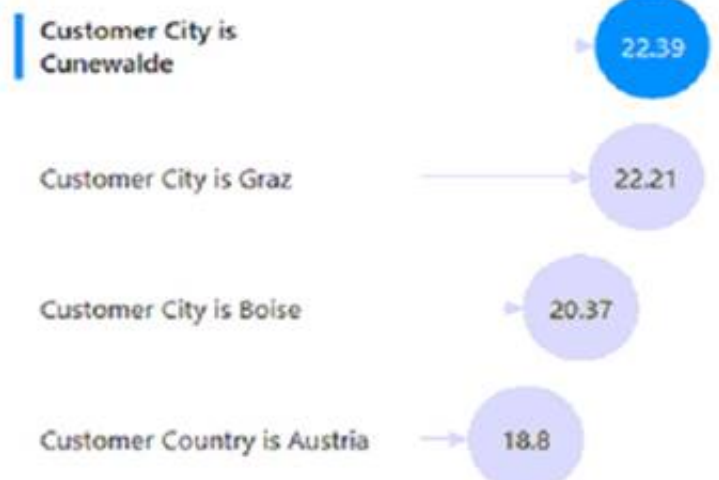 Customer City is
Cunewalde
22.39
Customer City is Graz
22.21
Customer City is Boise
20.37
Customer Country is Austria
18.8